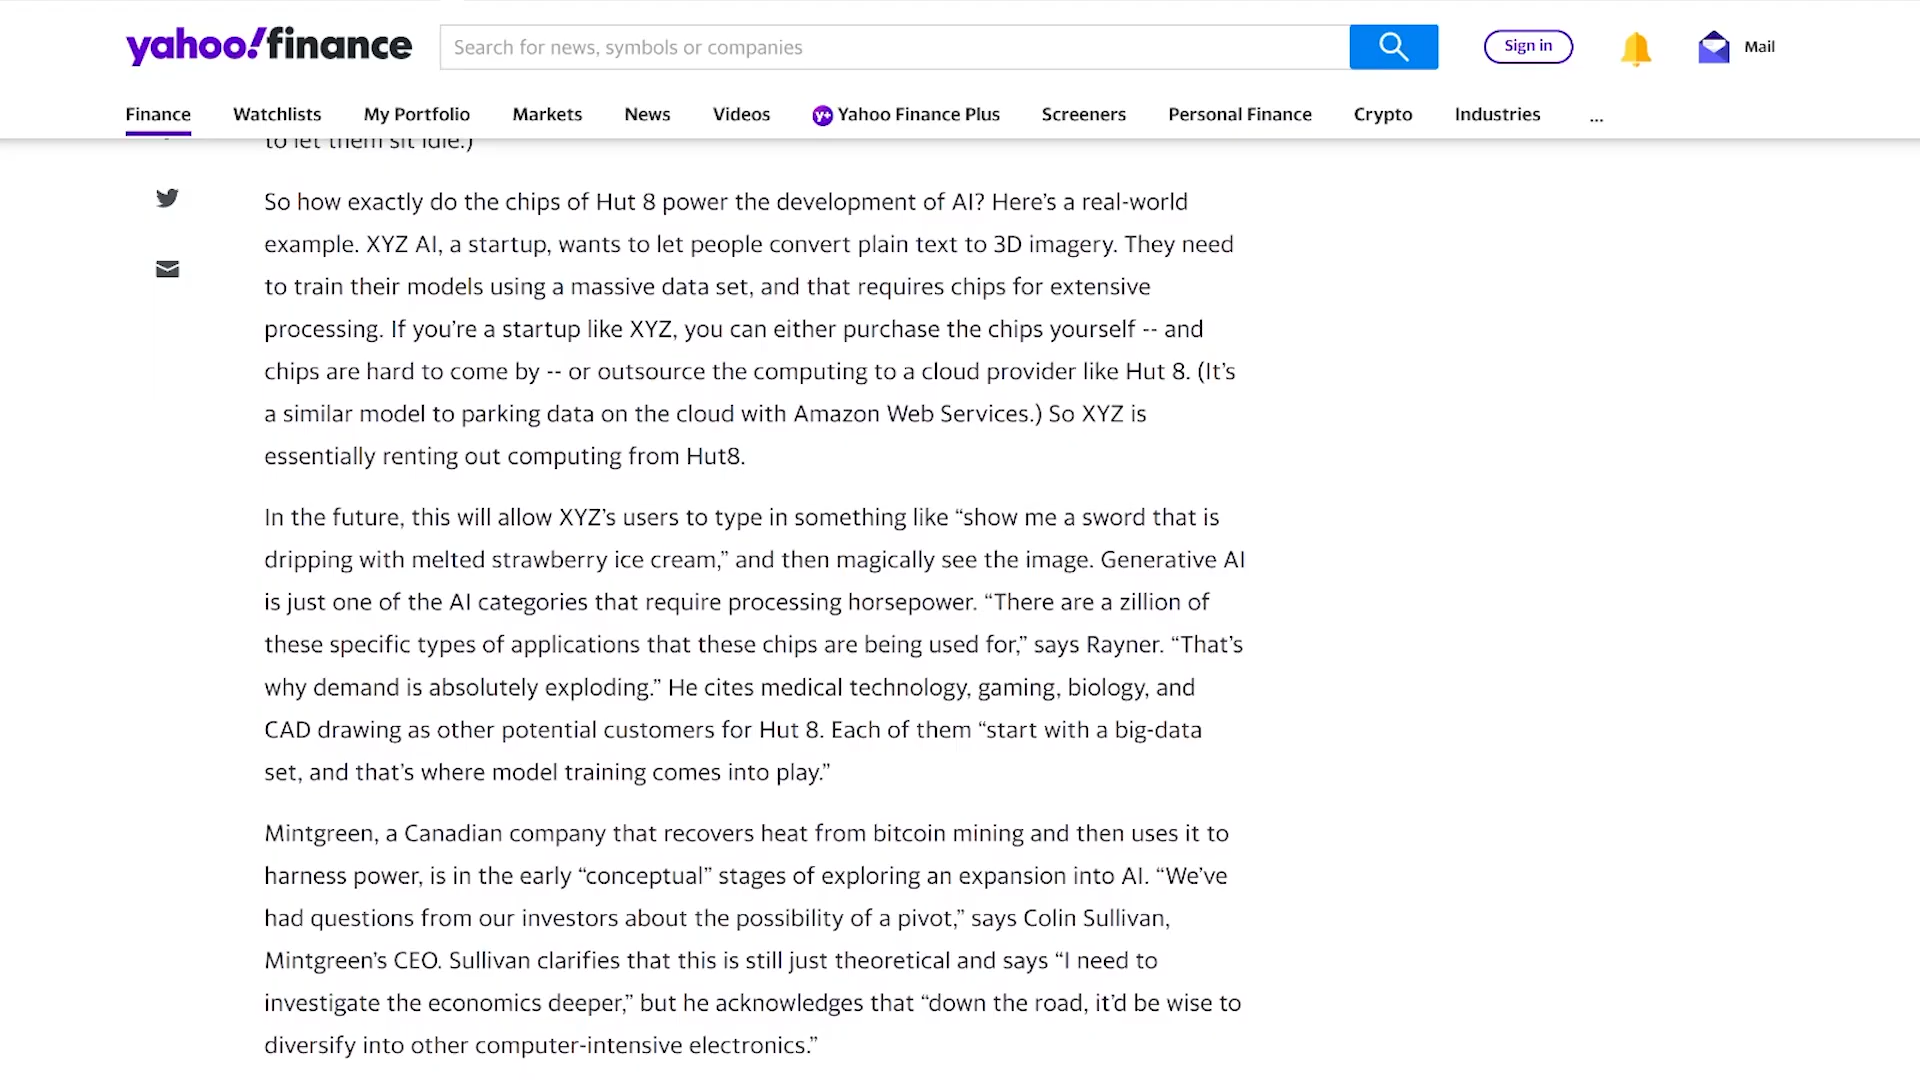 yahoo!finance
Search for news, symbols or companies
Sign in
Mail
Finance Watchlists My Portfolio Markets News Videos y+ Yahoo Finance Plus Screeners Personal Finance Crypto Industries ...
to let them sit idle.)
So how exactly do the chips of Hut 8 power the development of AI? Here’s a real-world
example. XYZ AI, a startup, wants to let people convert plain text to 3D imagery. They need
to train their models using a massive data set, and that requires chips for extensive
processing. If you’re a startup like XYZ, you can either purchase the chips yourself -- and
chips are hard to come by -- or outsource the computing to a cloud provider like Hut 8. (It’s
a similar model to parking data on the cloud with Amazon Web Services.) So XYZ is
essentially renting out computing from Hut8.
In the future, this will allow XYZ’s users to type in something like “show me a sword that is
dripping with melted strawberry ice cream,” and then magically see the image. Generative AI
is just one of the AI categories that require processing horsepower. “There are a zillion of
these specific types of applications that these chips are being used for,” says Rayner. “That’s
why demand is absolutely exploding.” He cites medical technology, gaming, biology, and
CAD drawing as other potential customers for Hut 8. Each of them “start with a big-data
set, and that’s where model training comes into play.”
Mintgreen, a Canadian company that recovers heat from bitcoin mining and then uses it to
harness power, is in the early “conceptual” stages of exploring an expansion into AI. “We’ve
had questions from our investors about the possibility of a pivot,” says Colin Sullivan,
Mintgreen’s CEO. Sullivan clarifies that this is still just theoretical and says “I need to
investigate the economics deeper,” but he acknowledges that “down the road, it’d be wise to
diversify into other computer-intensive electronics.”